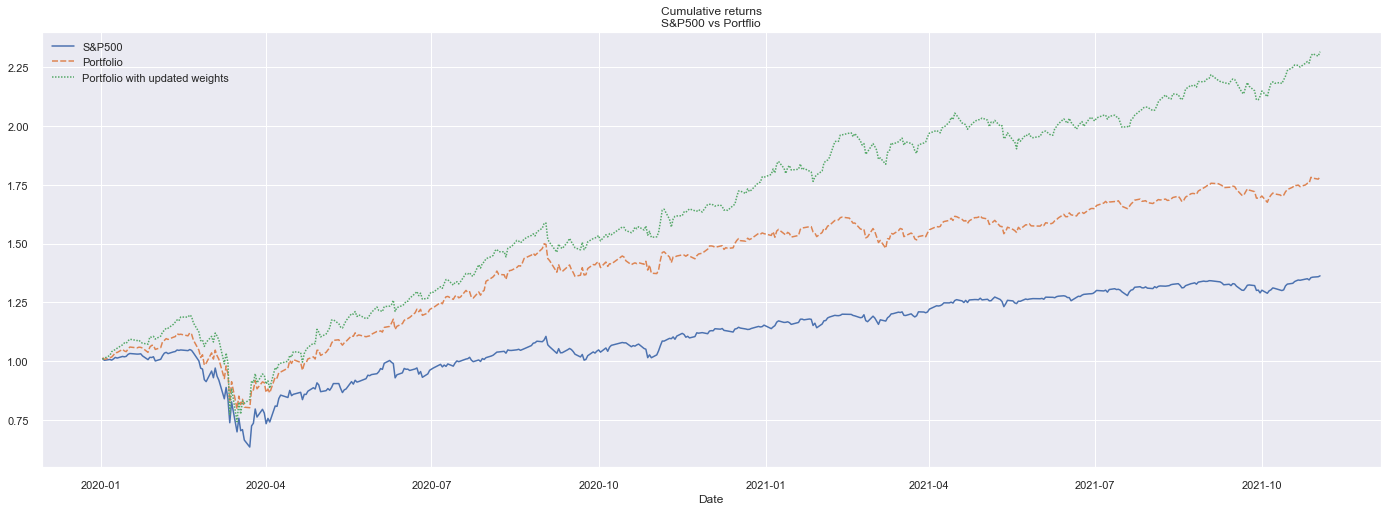 Cumulative returns
S&P500 vs Portflio
S&P500
Portfolio
Portfolio with updated weights
2.25
2.00
1.75
1.50
1.25
1.00
0.75
2020-01 2020-04 2020-07 2020-10 2021-01 2021-04 2021-07 2021-10
Date